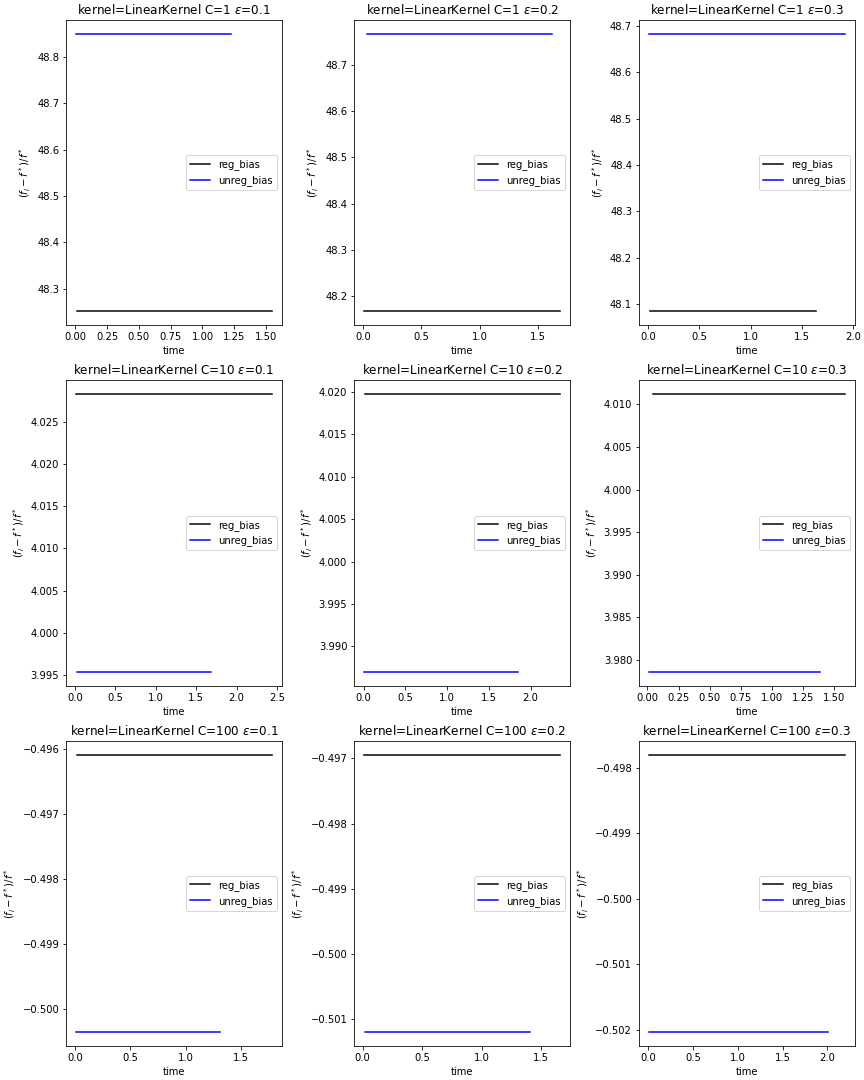 kernel=LinearKernel C=1 ε=0.1
48.8
48.7
48.6
48.5
48.4
48.3
(fᵢ − f*)/f*
reg_bias
unreg_bias
0.00 0.25 0.50 0.75 1.00 1.25 1.50
time
kernel=LinearKernel C=1 ε=0.2
48.7
48.6
48.5
48.4
48.3
48.2
(fᵢ − f*)/f*
reg_bias
unreg_bias
0.0 0.5 1.0 1.5
time
kernel=LinearKernel C=1 ε=0.3
48.7
48.6
48.5
48.4
48.3
48.2
48.1
(fᵢ − f*)/f*
reg_bias
unreg_bias
0.0 0.5 1.0 1.5 2.0
time
kernel=LinearKernel C=10 ε=0.1
4.025
4.020
4.015
4.010
4.005
4.000
3.995
(fᵢ − f*)/f*
reg_bias
unreg_bias
0.0 0.5 1.0 1.5 2.0 2.5
time
kernel=LinearKernel C=10 ε=0.2
4.020
4.015
4.010
4.005
4.000
3.995
3.990
(fᵢ − f*)/f*
reg_bias
unreg_bias
0.0 0.5 1.0 1.5 2.0
time
kernel=LinearKernel C=10 ε=0.3
4.010
4.005
4.000
3.995
3.990
3.985
3.980
(fᵢ − f*)/f*
reg_bias
unreg_bias
0.00 0.25 0.50 0.75 1.00 1.25 1.50
time
kernel=LinearKernel C=100 ε=0.1
−0.496
−0.497
−0.498
−0.499
−0.500
(fᵢ − f*)/f*
reg_bias
unreg_bias
0.0 0.5 1.0 1.5
time
kernel=LinearKernel C=100 ε=0.2
−0.497
−0.498
−0.499
−0.500
−0.501
(fᵢ − f*)/f*
reg_bias
unreg_bias
0.0 0.5 1.0 1.5
time
kernel=LinearKernel C=100 ε=0.3
−0.498
−0.499
−0.500
−0.501
−0.502
(fᵢ − f*)/f*
reg_bias
unreg_bias
0.0 0.5 1.0 1.5 2.0
time